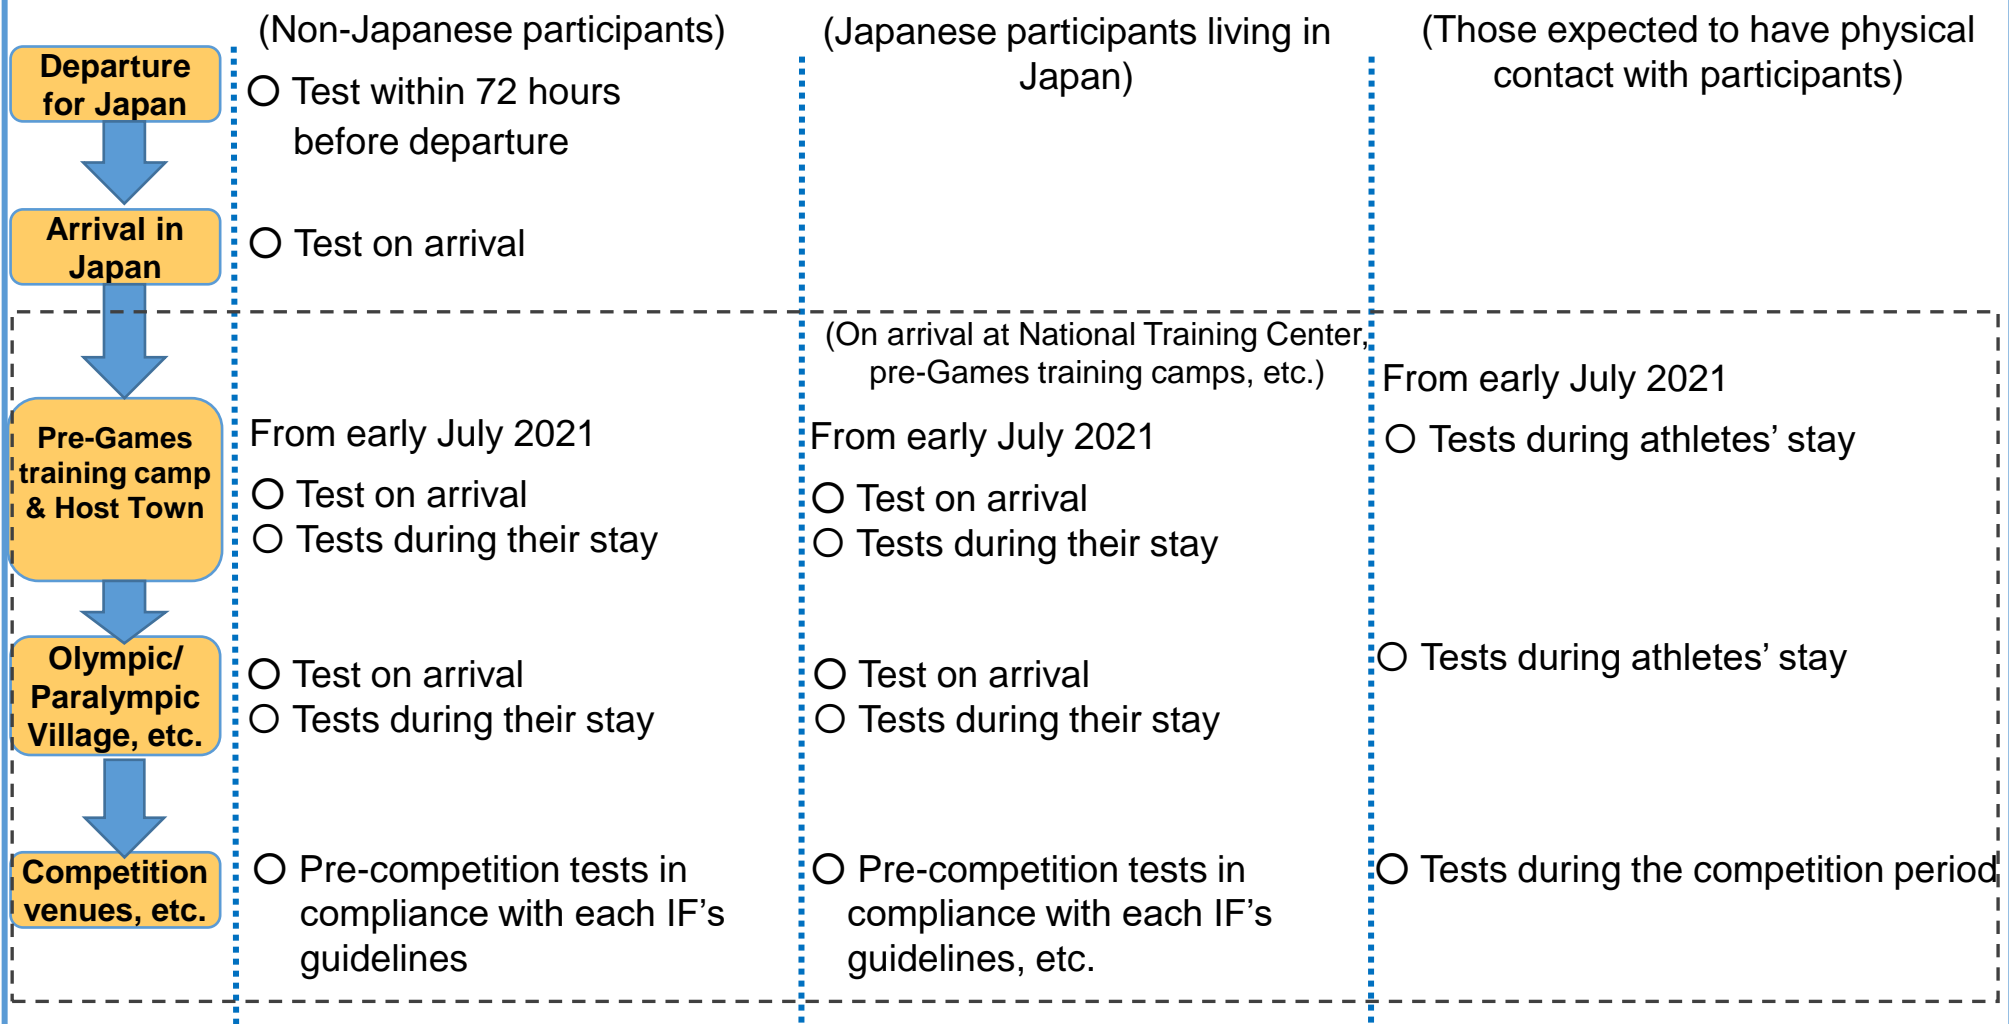 (Non-Japanese participants)
(Japanese participants living in
Japan)
(Those expected to have physical
contact with participants)
Departure
for Japan
○ Test within 72 hours
before departure
Arrival in
Japan
○ Test on arrival
(On arrival at National Training Center,
pre-Games training camps, etc.)
Pre-Games
training camp
& Host Town
From early July 2021
○ Test on arrival
○ Tests during their stay
From early July 2021
○ Test on arrival
○ Tests during their stay
From early July 2021
○ Tests during athletes’ stay
Olympic/
Paralympic
Village, etc.
○ Test on arrival
○ Tests during their stay
○ Test on arrival
○ Tests during their stay
○ Tests during athletes’ stay
Competition
venues, etc.
○ Pre-competition tests in
compliance with each IF’s
guidelines
○ Pre-competition tests in
compliance with each IF’s
guidelines, etc.
○ Tests during the competition period